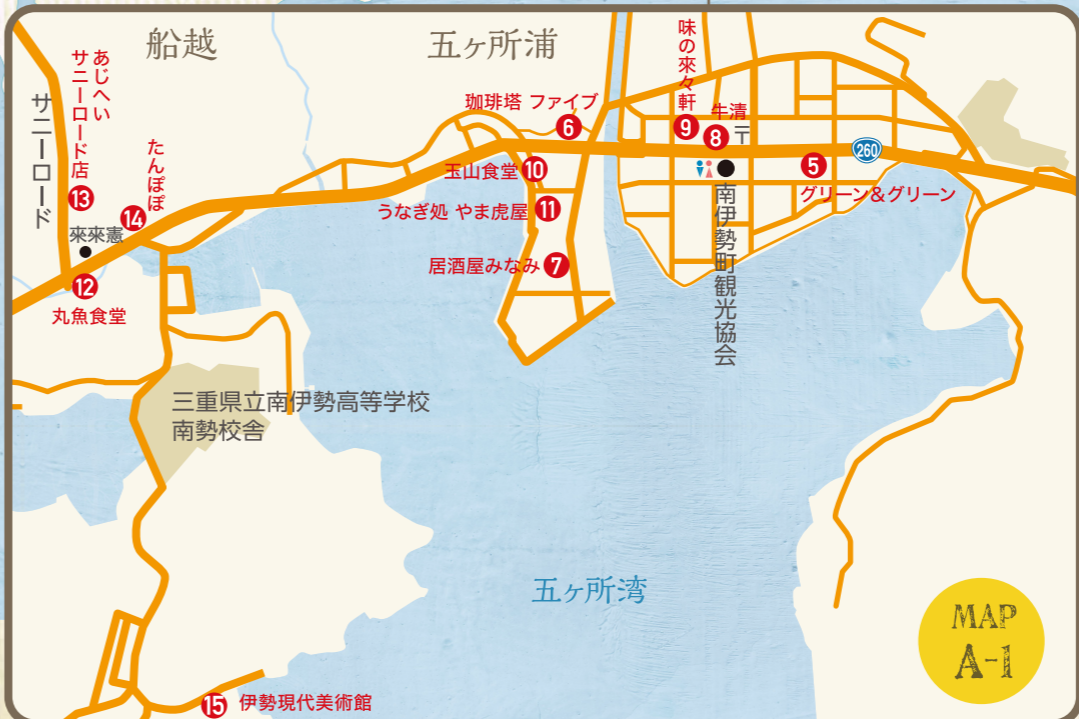 船越
五ヶ所浦
サニーロード
あじへい
サニーロード店
13
たんぽぽ
14
來來憲
12
丸魚食堂
珈琲塔 ファイブ
6
味の來々軒
9
牛清
8
〒
260
5
グリーン&グリーン
玉山食堂 10
うなぎ処 やま虎屋 11
居酒屋みなみ 7
南伊勢町観光協会
三重県立南伊勢高等学校
南勢校舎
五ヶ所湾
15 伊勢現代美術館
MAP
A-1